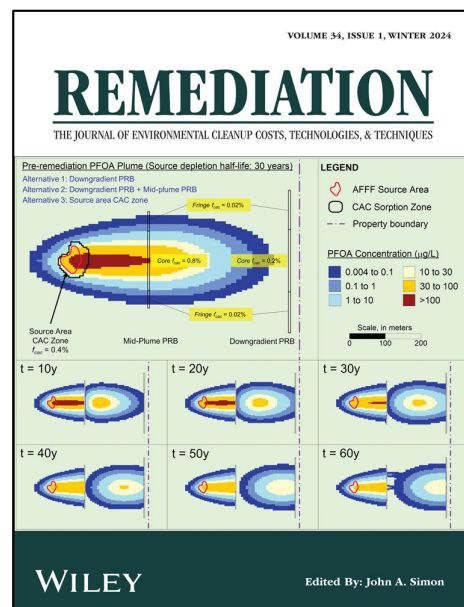 VOLUME 34, ISSUE 1, WINTER 2024
REMEDIATION
THE JOURNAL OF ENVIRONMENTAL CLEANUP COSTS, TECHNOLOGIES, & TECHNIQUES
Pre-remediation PFOA Plume (Source depletion half-life: 30 years)
Alternative 1: Downgradient PRB
Alternative 2: Downgradient PRB + Mid-plume PRB
Alternative 3: Source area CAC zone
Fringe fCAC = 0.02%
Core fCAC = 0.8%
Core fCAC = 0.2%
Fringe fCAC = 0.02%
Source Area
CAC Zone
fCAC = 0.4%
Mid-Plume PRB
Downgradient PRB
LEGEND
AFFF Source Area
CAC Sorption Zone
Property boundary
PFOA Concentration (µg/L)
0.004 to 0.1
10 to 30
0.1 to 1
30 to 100
1 to 10
>100
Scale, in meters
0 100 200
t = 10y
t = 20y
t = 30y
t = 40y
t = 50y
t = 60y
WILEY
Edited By: John A. Simon